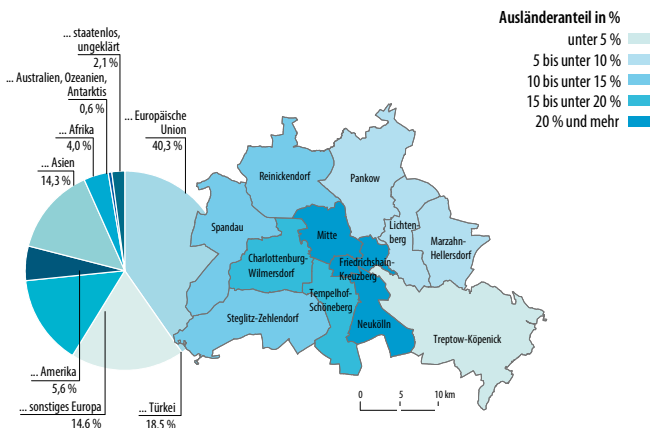 Ausländeranteil in %
unter 5 %
5 bis unter 10 %
10 bis unter 15 %
15 bis unter 20 %
20 % und mehr
... staatenlos,
ungeklärt
2,1 %
... Australien, Ozeanien,
Antarktis
0,6 %
... Europäische
Union
40,3 %
... Afrika
4,0 %
... Asien
14,3 %
... Amerika
5,6 %
... sonstiges Europa
14,6 %
... Türkei
18,5 %
Reinickendorf
Pankow
Spandau
Mitte
Lichten-
berg
Marzahn-
Hellersdorf
Charlottenburg-
Wilmersdorf
Friedrichshain-
Kreuzberg
Tempelhof-
Schöneberg
Steglitz-Zehlendorf
Neukölln
Treptow-Köpenick
0 5 10 km